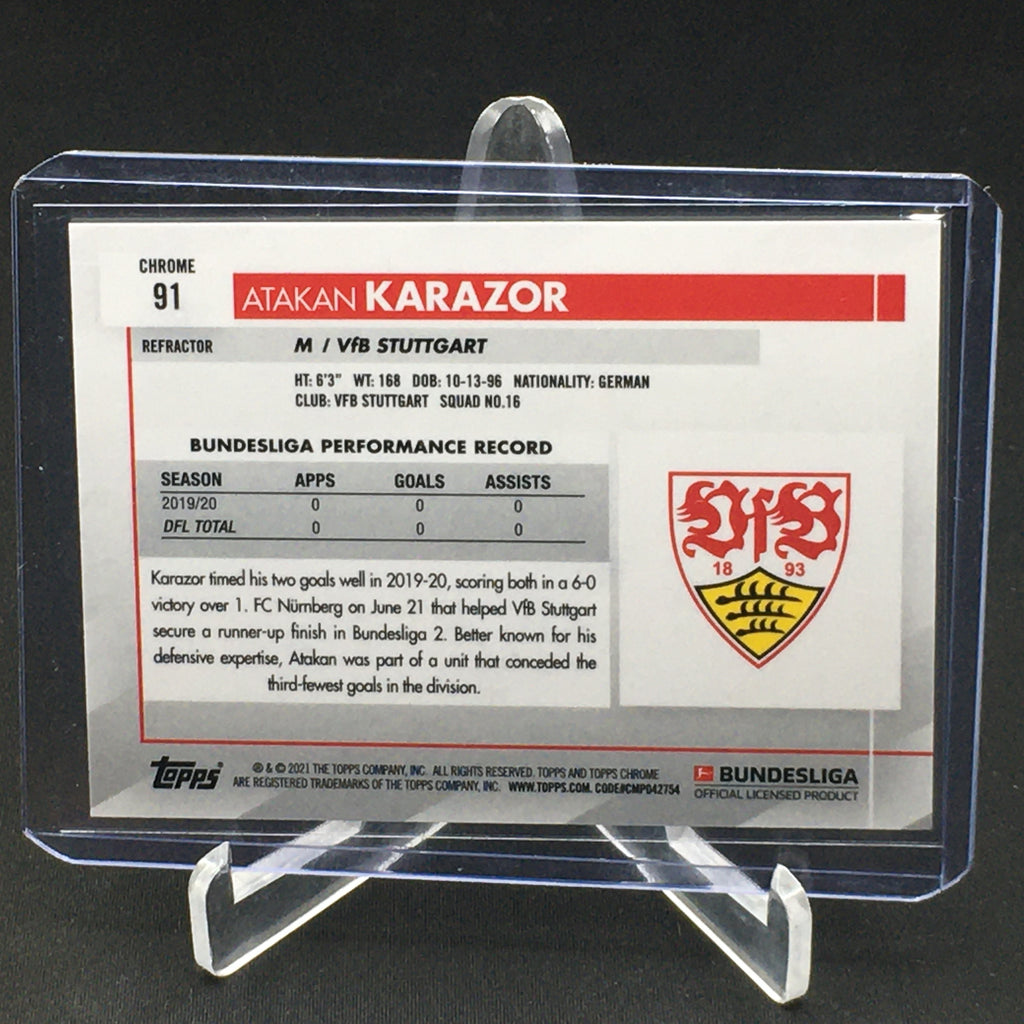 CHROME
91
ATAKAN KARAZOR
REFRACTOR M / VfB STUTTGART
HT: 6'3" WT: 168 DOB: 10-13-96 NATIONALITY: GERMAN
CLUB: VFB STUTTGART SQUAD NO.16
BUNDESLIGA PERFORMANCE RECORD
SEASON APPS GOALS ASSISTS
2019/20 0 0 0
DFL TOTAL 0 0 0
Karazor timed his two goals well in 2019-20, scoring both in a 6-0
victory over 1. FC Nürnberg on June 21 that helped VfB Stuttgart
secure a runner-up finish in Bundesliga 2. Better known for his
defensive expertise, Atakan was part of a unit that conceded the
third-fewest goals in the division.
VfB
18 93
Topps
® & © 2021 THE TOPPS COMPANY, INC. ALL RIGHTS RESERVED. TOPPS AND TOPPS CHROME
ARE REGISTERED TRADEMARKS OF THE TOPPS COMPANY, INC. WWW.TOPPS.COM. CODE#CMP042754
BUNDESLIGA
OFFICIAL LICENSED PRODUCT